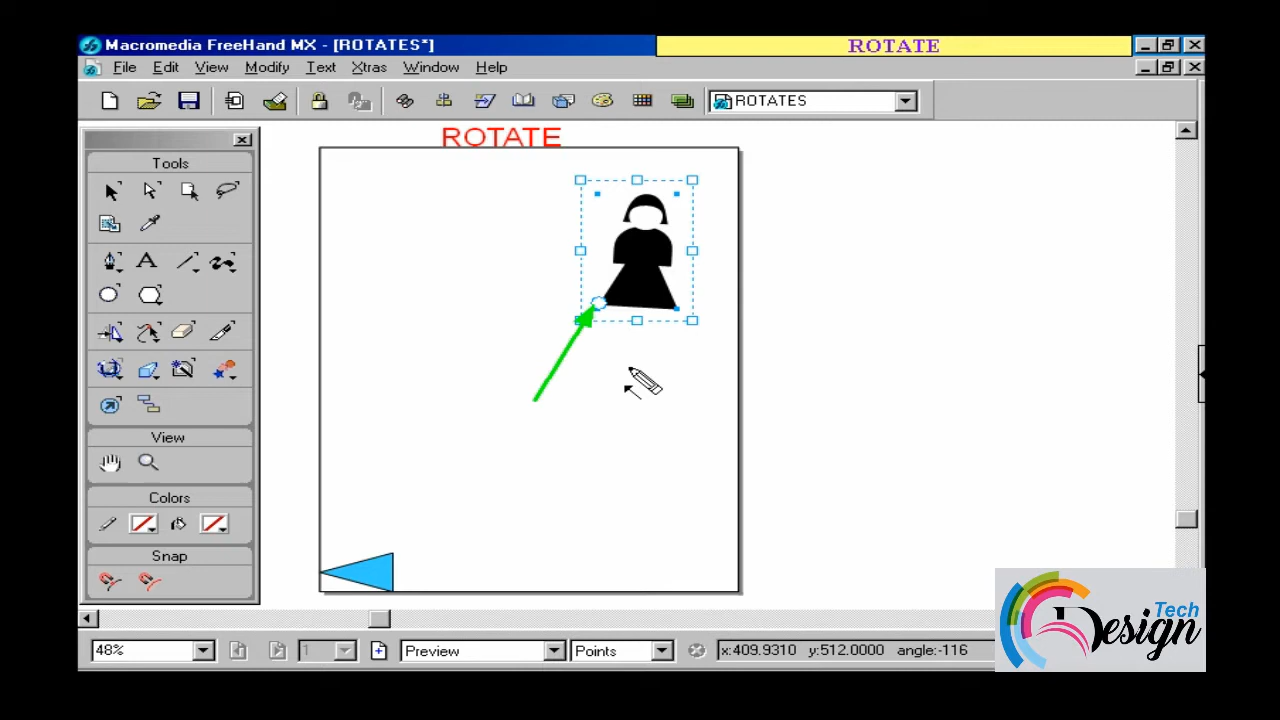 Macromedia FreeHand MX - [ROTATES*]
ROTATE
File Edit View Modify Text Xtras Window Help
ROTATES
ROTATE
Tools
A
View
Colors
Snap
48%
1
Preview
Points
x:409.9310 y:512.0000 angle:-116
Tech
Design